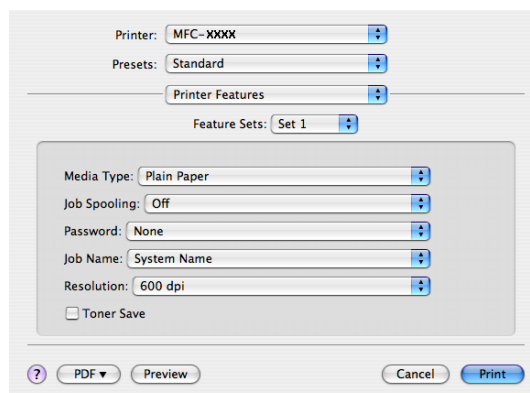 Printer: MFC-XXXX
Presets: Standard
Printer Features
Feature Sets: Set 1
Media Type: Plain Paper
Job Spooling: Off
Password: None
Job Name: System Name
Resolution: 600 dpi
Toner Save
? PDF ▼ Preview Cancel Print